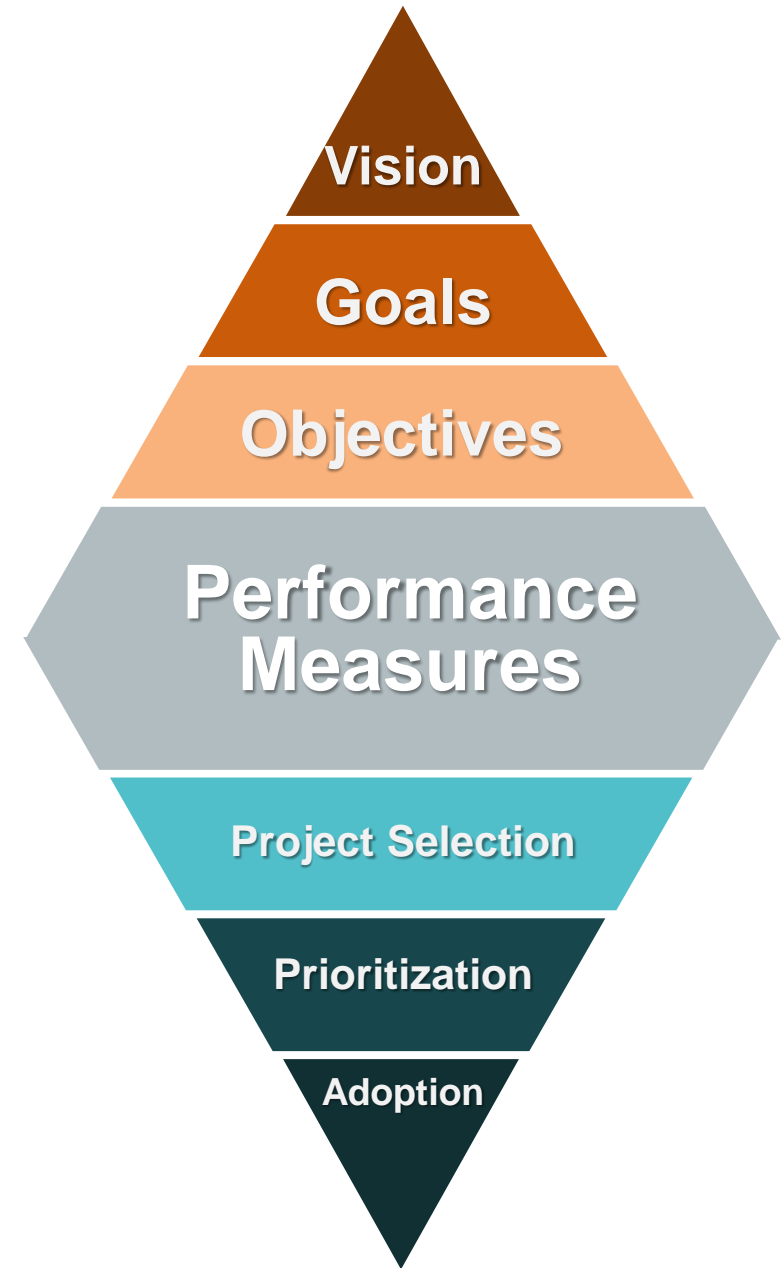 Vision
Goals
Objectives
Performance
Measures
Project Selection
Prioritization
Adoption